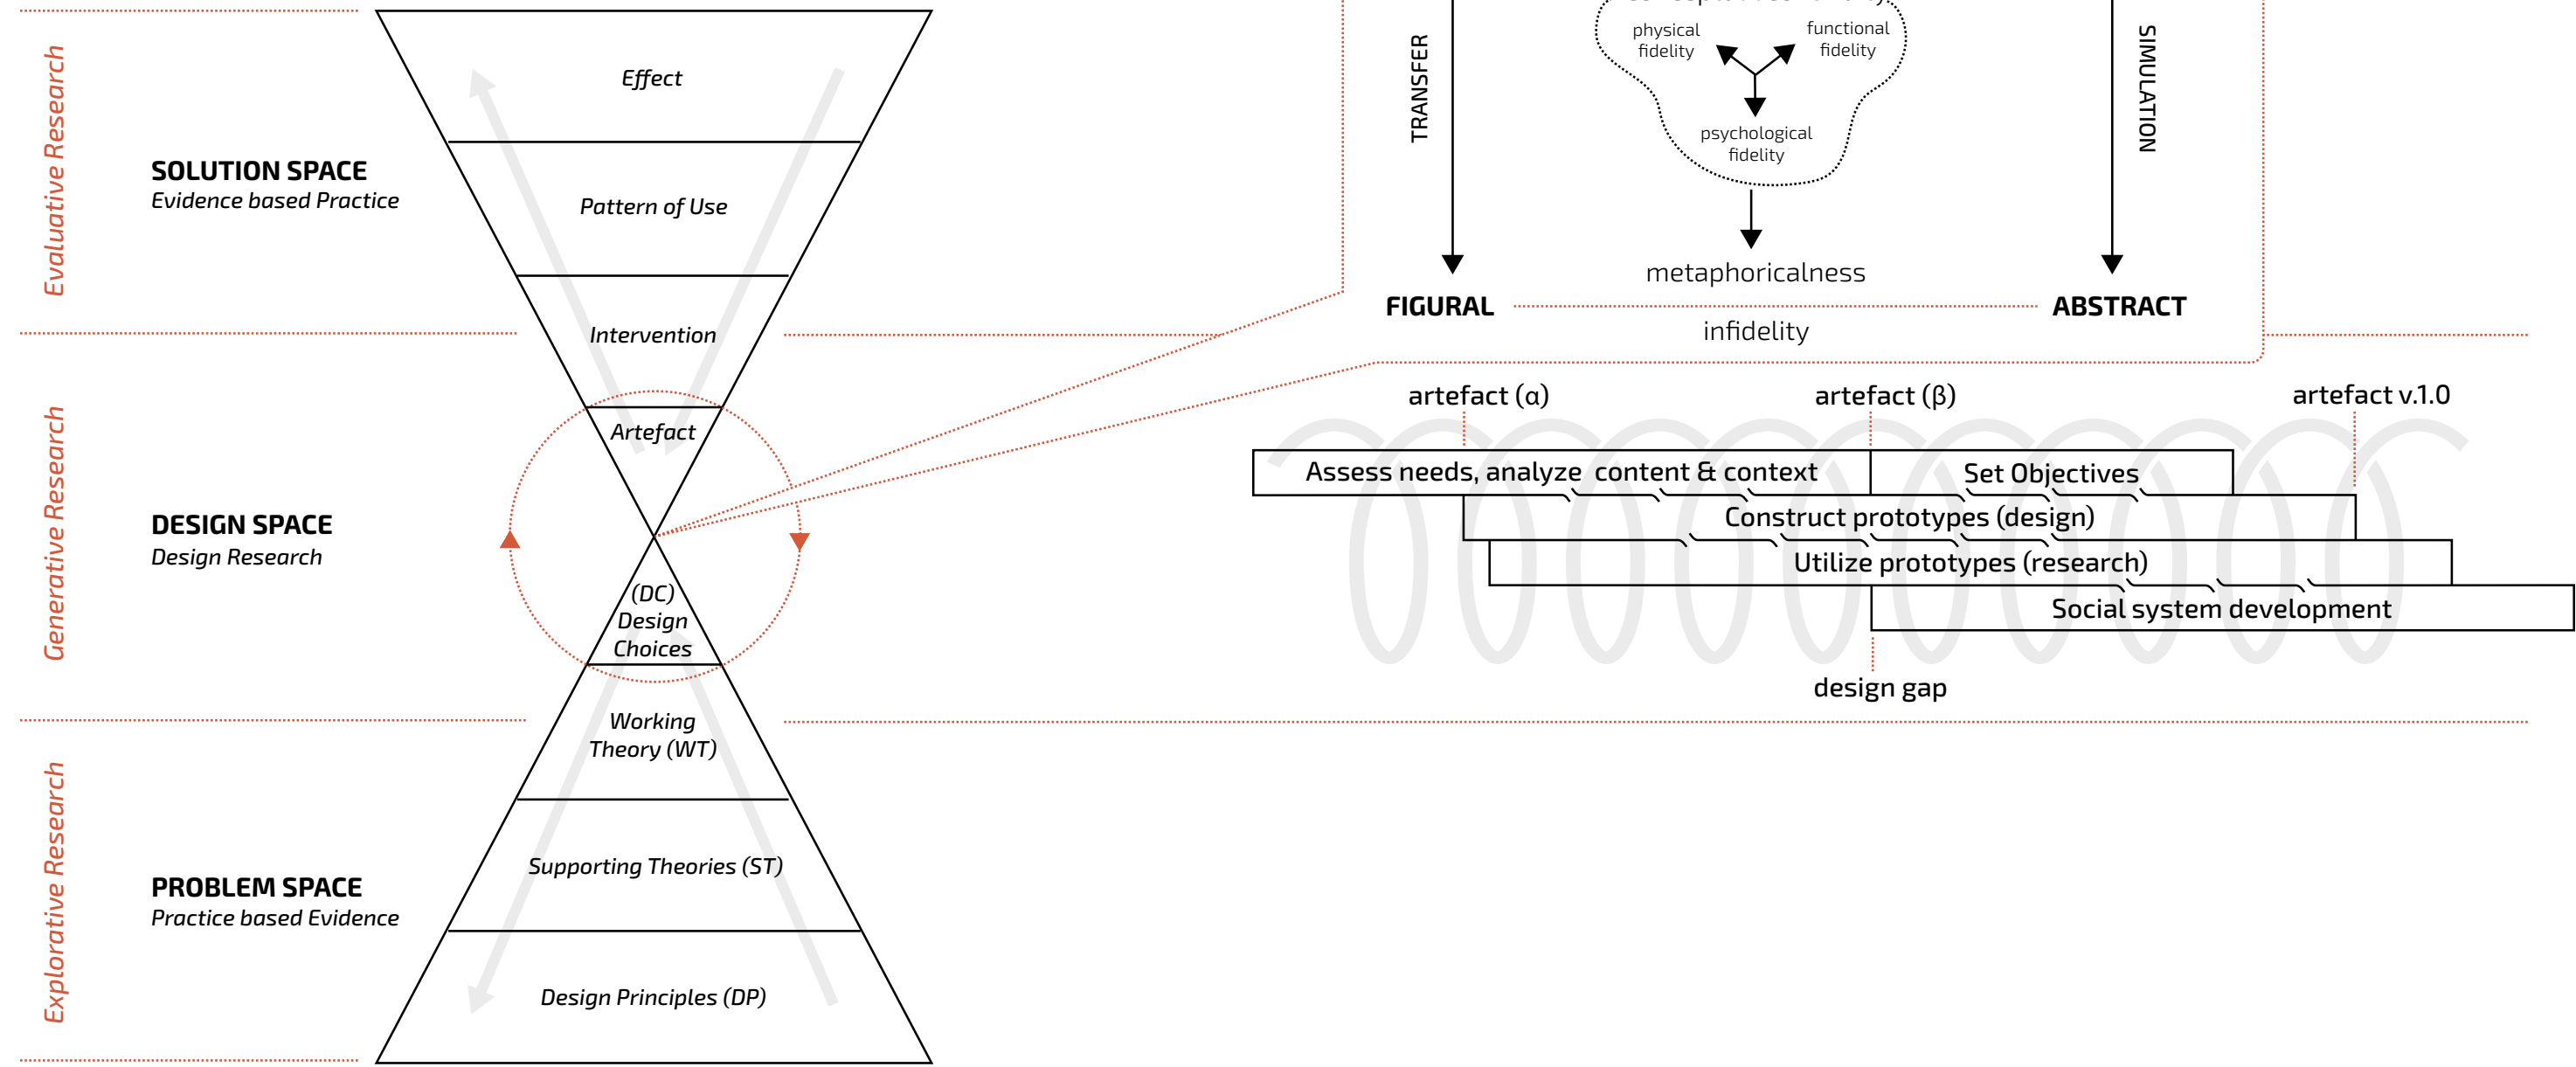 Evaluative Research
SOLUTION SPACE
Evidence based Practice
Effect
Pattern of Use
Intervention
Generative Research
DESIGN SPACE
Design Research
Artefact
(DC)
Design
Choices
Explorative Research
PROBLEM SPACE
Practice based Evidence
Working
Theory (WT)
Supporting Theories (ST)
Design Principles (DP)
TRANSFER
physical
fidelity
functional
fidelity
psychological
fidelity
SIMULATION
metaphoricalness
FIGURAL
ABSTRACT
infidelity
artefact (α)
artefact (β)
artefact v.1.0
Assess needs, analyze content & context
Set Objectives
Construct prototypes (design)
Utilize prototypes (research)
Social system development
design gap